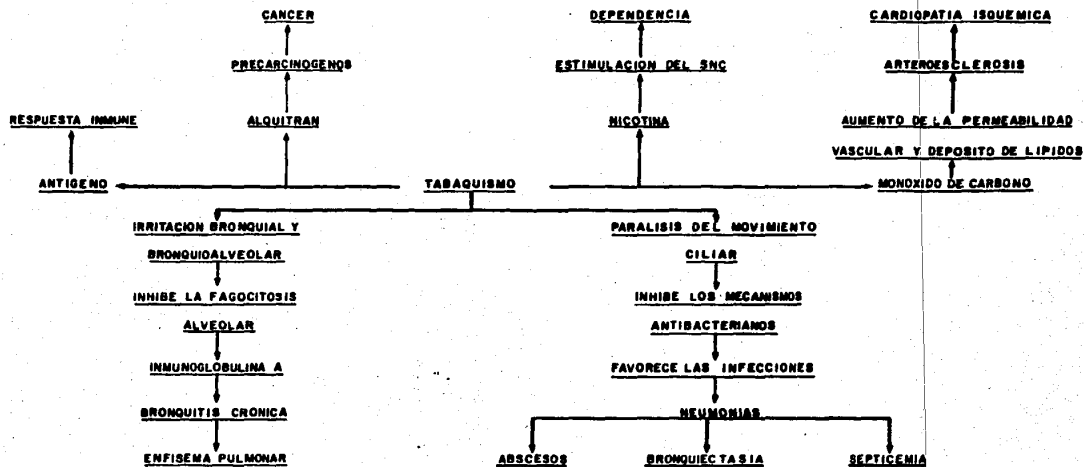 CANCER
DEPENDENCIA
CARDIOPATIA ISQUEMICA
PRECARCINOGENOS
ESTIMULACION DEL SNC
ARTEROESCLEROSIS
RESPUESTA INMUNE
ALQUITRAN
NICOTINA
AUMENTO DE LA PERMEABILIDAD
VASCULAR Y DEPOSITO DE LIPIDOS
ANTIGENO
TABAQUISMO
MONOXIDO DE CARBONO
IRRITACION BRONQUIAL Y
BRONQUIOALVEOLAR
INHIBE LA FAGOCITOSIS
ALVEOLAR
INMUNOGLOBULINA A
BRONQUITIS CRONICA
ENFISEMA PULMONAR
PARALISIS DEL MOVIMIENTO
CILIAR
INHIBE LOS MECANISMOS
ANTIBACTERIANOS
FAVORECE LAS INFECCIONES
NEUMONIAS
ABSCESOS
BRONQUIECTASIA
SEPTICEMIA